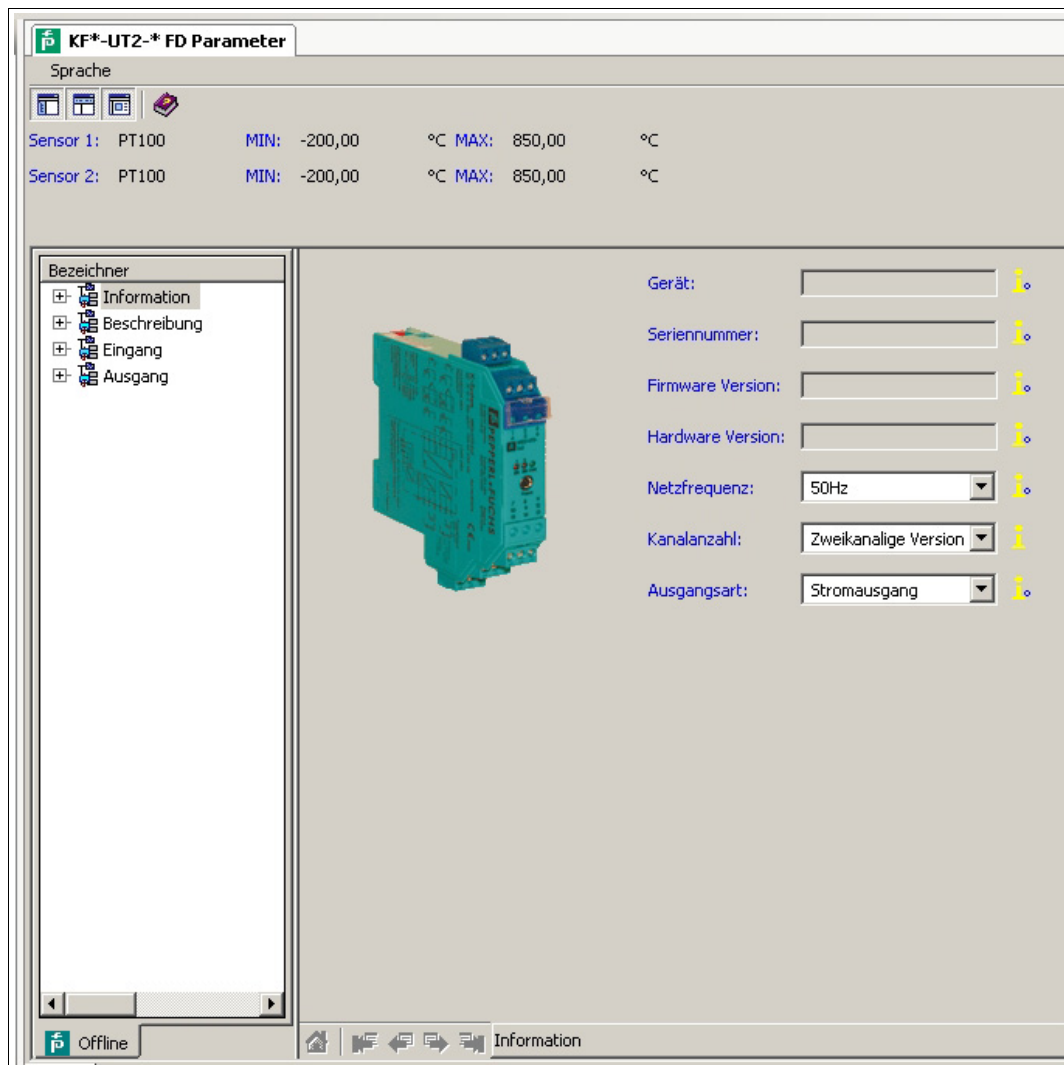 KF*-UT2-* FD Parameter
Sprache
Sensor 1: PT100 MIN: -200,00 °C MAX: 850,00 °C
Sensor 2: PT100 MIN: -200,00 °C MAX: 850,00 °C
Bezeichner
Information
Beschreibung
Eingang
Ausgang
Gerät:
Seriennummer:
Firmware Version:
Hardware Version:
Netzfrequenz: 50Hz
Kanalanzahl: Zweikanalige Version
Ausgangsart: Stromausgang
PEPPERL+FUCHS
Offline
Information